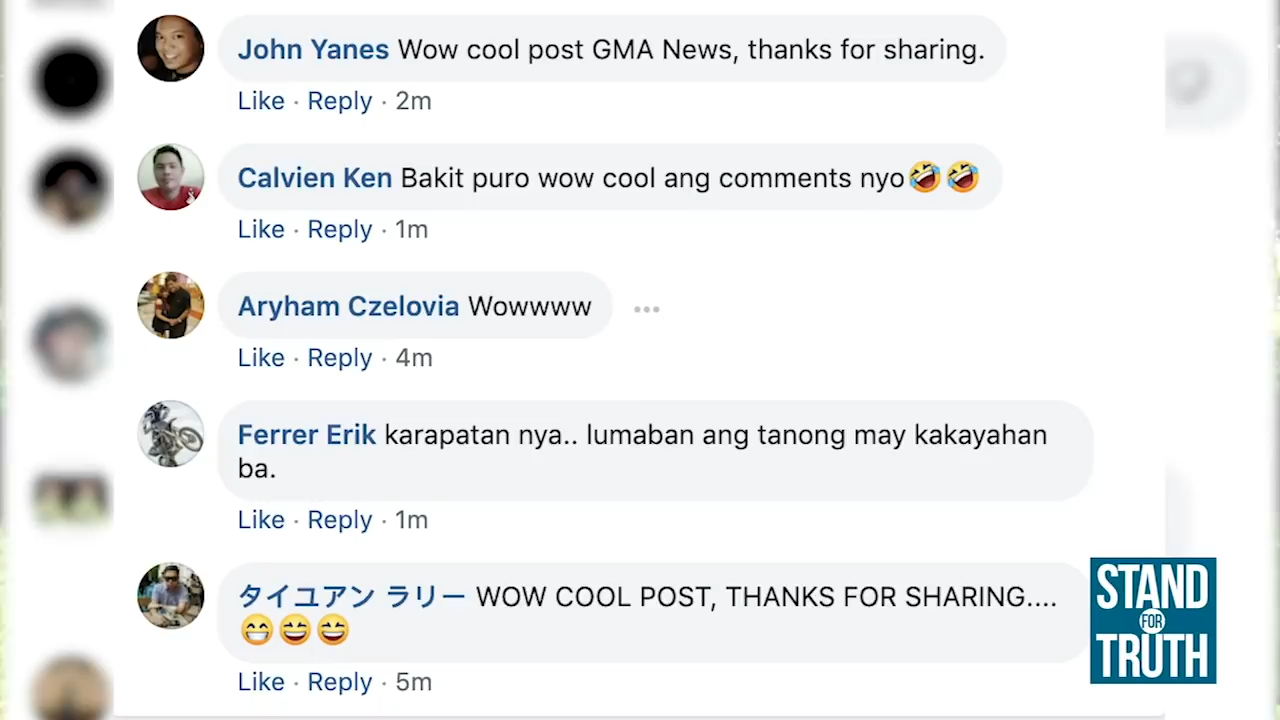 John Yanes Wow cool post GMA News, thanks for sharing.
Like · Reply · 2m
Calvien Ken Bakit puro wow cool ang comments nyo🤣🤣
Like · Reply · 1m
Aryham Czelovia Wowwww
Like · Reply · 4m
Ferrer Erik karapatan nya.. lumaban ang tanong may kakayahan
ba.
Like · Reply · 1m
タイユアン ラリー WOW COOL POST, THANKS FOR SHARING....
😁😆😆
Like · Reply · 5m
STAND
FOR
TRUTH